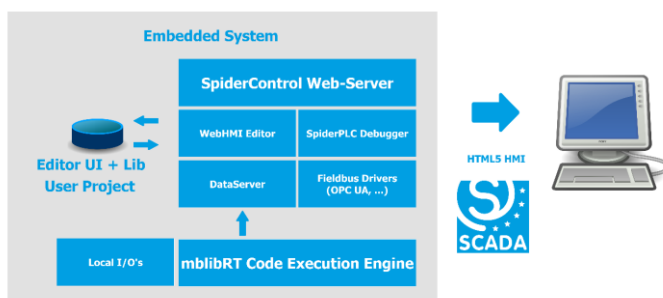 Embedded System
SpiderControl Web-Server
WebHMI Editor
SpiderPLC Debugger
Editor UI + Lib
User Project
DataServer
Fieldbus Drivers
(OPC UA, ...)
Local I/O's
mblibRT Code Execution Engine
HTML5 HMI
S
SCADA